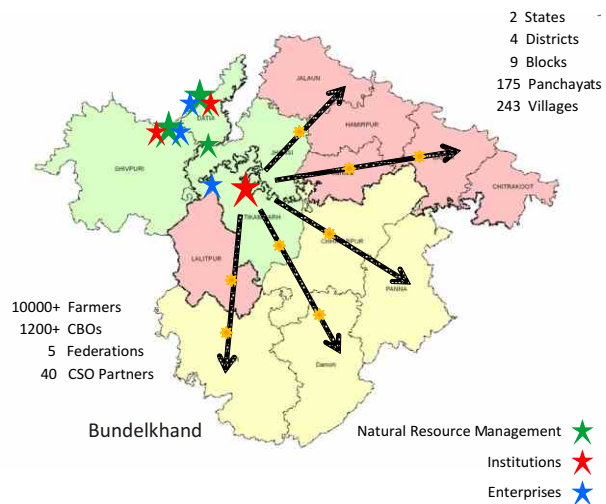 2 States
4 Districts
9 Blocks
175 Panchayats
243 Villages
JALAUN
HAMIRPUR
DATIA
SHIVPURI
CHITRAKOOT
TIKAMGARH
LALITPUR
PANNA
Damoh
10000+ Farmers
1200+ CBOs
5 Federations
40 CSO Partners
Bundelkhand
Natural Resource Management
Institutions
Enterprises